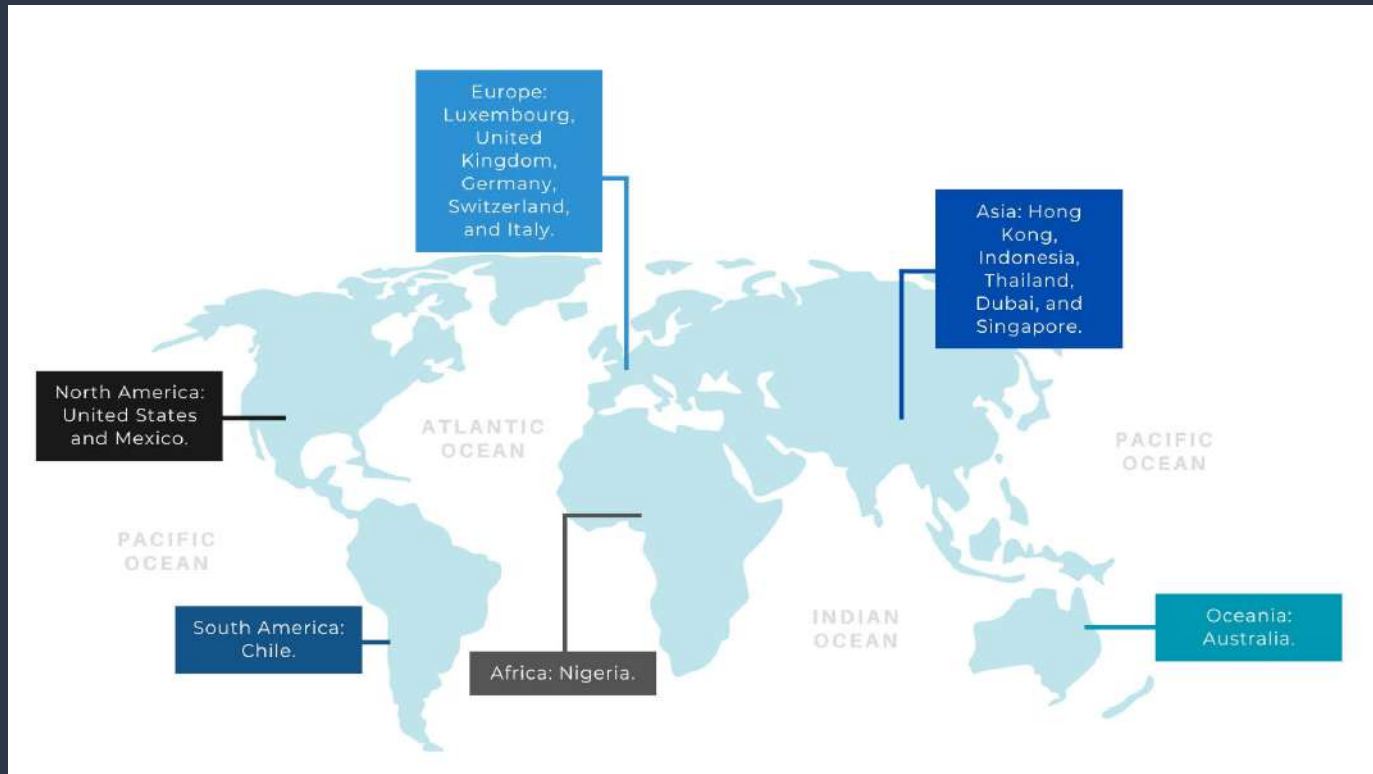 Europe:
Luxembourg,
United
Kingdom,
Germany,
Switzerland,
and Italy.
Asia: Hong
Kong,
Indonesia,
Thailand,
Dubai, and
Singapore.
North America:
United States
and Mexico.
ATLANTIC
OCEAN
PACIFIC
OCEAN
PACIFIC
OCEAN
South America:
Chile.
Africa: Nigeria.
INDIAN
OCEAN
Oceania:
Australia.